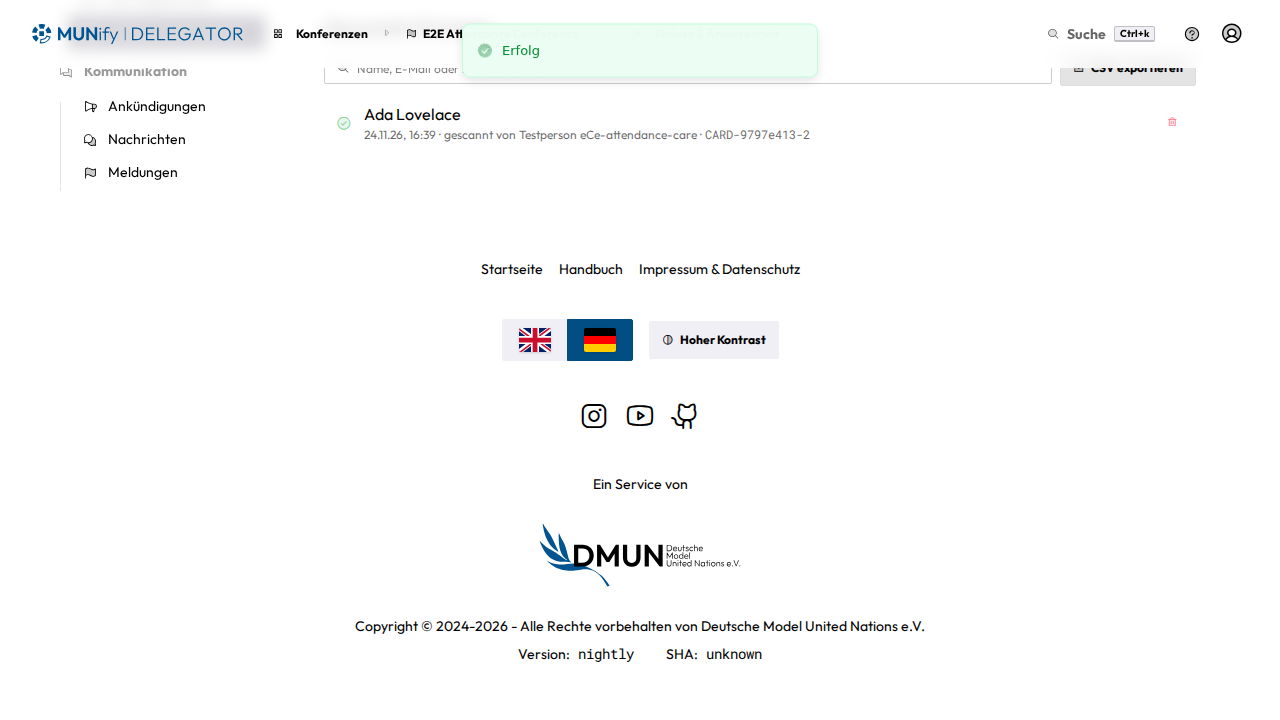 MUNify | DELEGATOR
Konferenzen
E2E Att
Erfolg
Suche
Ctrl+k
Kommunikation
Ankündigungen
Nachrichten
Meldungen
Name, E-Mail oder
CSV exportieren
Ada Lovelace
24.11.26, 16:39 · gescannt von Testperson eCe-attendance-care · CARD-9797e413-2
Startseite
Handbuch
Impressum & Datenschutz
Hoher Kontrast
Ein Service von
DMUN
Deutsche
Model
United Nations e.V.
Copyright © 2024-2026 - Alle Rechte vorbehalten von Deutsche Model United Nations e.V.
Version: nightly
SHA: unknown